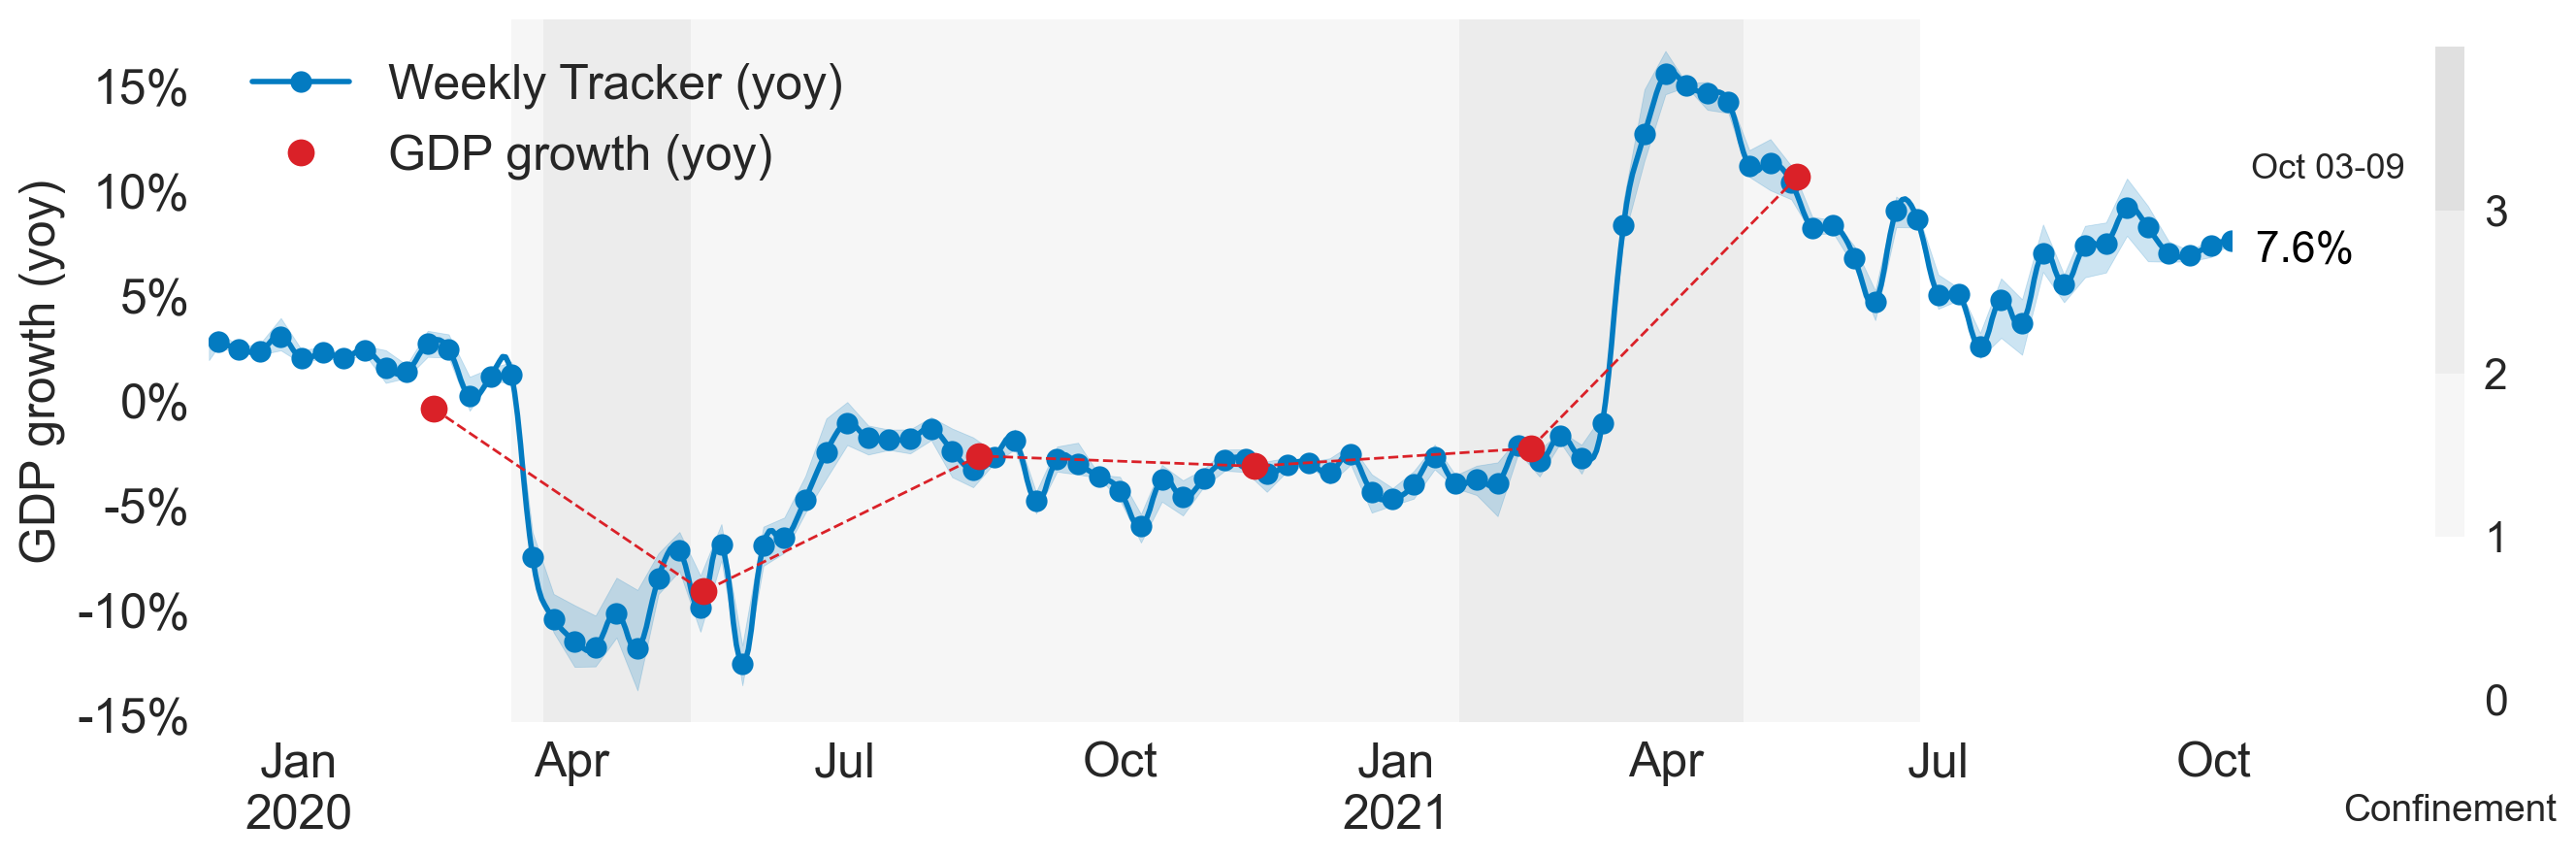 Weekly Tracker (yoy)
GDP growth (yoy)
GDP growth (yoy)
15%
10%
5%
0%
-5%
-10%
-15%
Jan
2020
Apr
Jul
Oct
Jan
2021
Apr
Jul
Oct
Oct 03-09
7.6%
3
2
1
0
Confinement